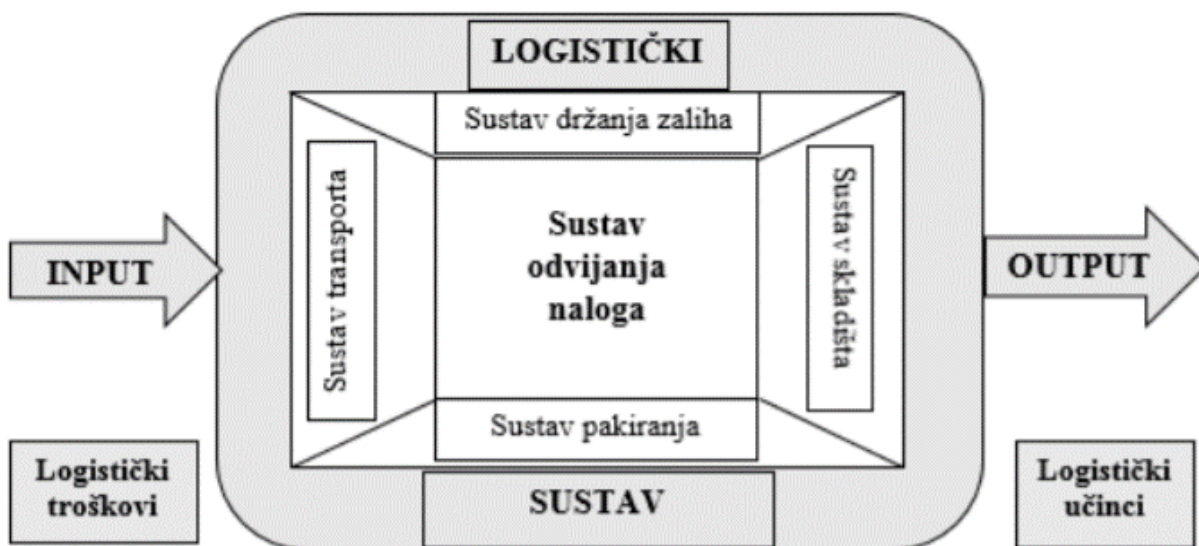 LOGISTIČKI
Sustav držanja zaliha
INPUT
Sustav transporta
Sustav
odvijanja
naloga
Sustav skladišta
OUTPUT
Sustav pakiranja
Logistički
troškovi
SUSTAV
Logistički
učinci